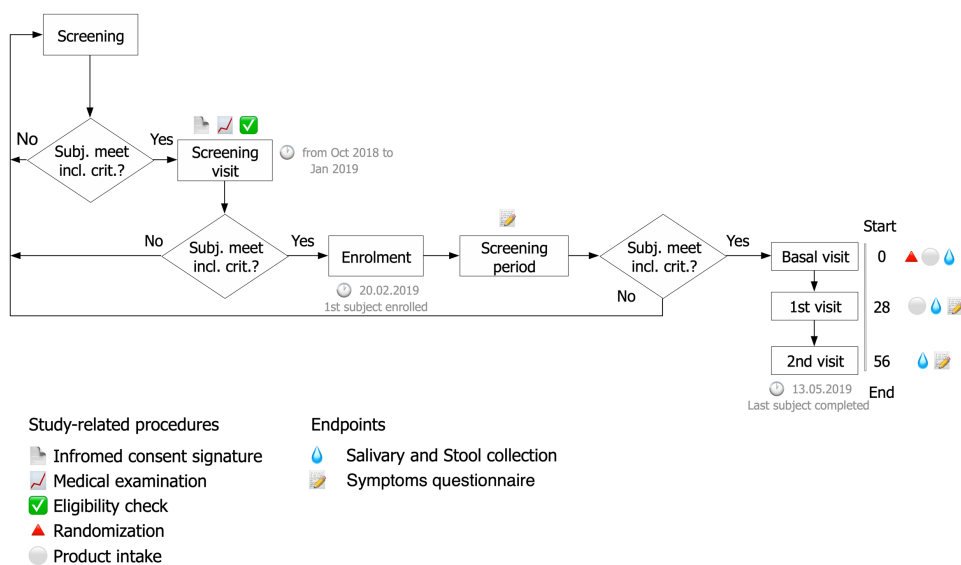 Screening
No
Yes
Subj. meet
incl. crit.?
Screening
visit
from Oct 2018 to
Jan 2019
No
Subj. meet
incl. crit.?
Yes
Enrolment
20.02.2019
1st subject enrolled
Screening
period
Subj. meet
incl. crit.?
Yes
No
Start
Basal visit
0
1st visit
28
2nd visit
56
13.05.2019
Last subject completed
End
Study-related procedures
Infromed consent signature
Medical examination
Eligibility check
Randomization
Product intake
Endpoints
Salivary and Stool collection
Symptoms questionnaire